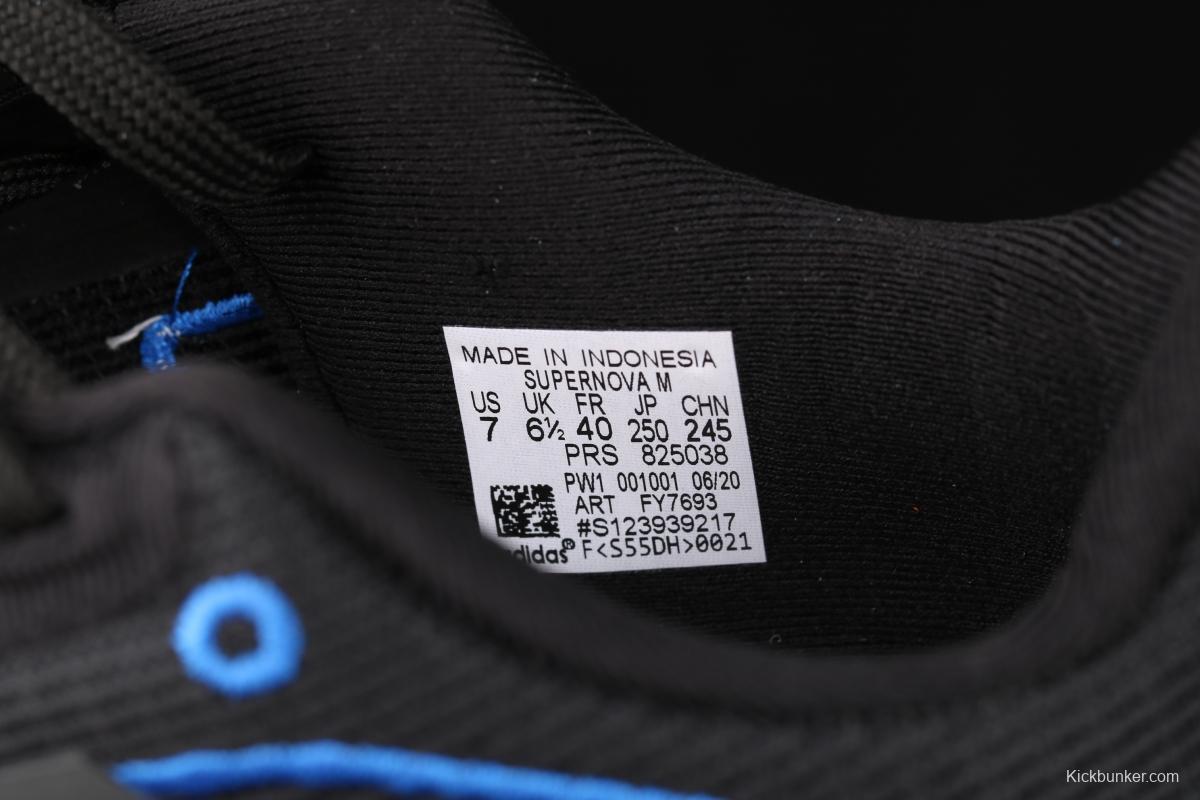 MADE IN INDONESIA
SUPERNOVA M
US UK FR JP CHN
7 6½ 40 250 245
PRS 825038
PW1 001001 06/20
ART FY7693
#S123939217
adidas® F<S55DH>0021
Kickbunker.com